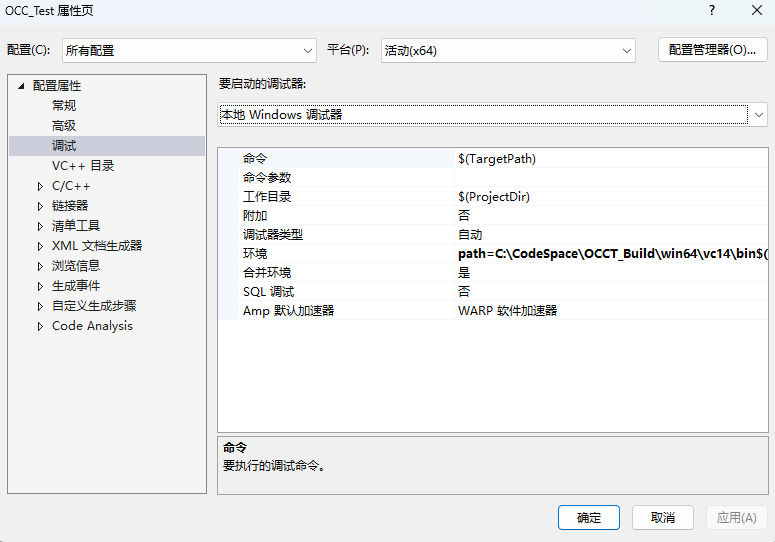 OCC_Test 属性页
配置(C): 所有配置 平台(P): 活动(x64) 配置管理器(O)...
配置属性
常规
高级
调试
VC++ 目录
C/C++
链接器
清单工具
XML 文档生成器
浏览信息
生成事件
自定义生成步骤
Code Analysis
要启动的调试器:
本地 Windows 调试器
命令 $(TargetPath)
命令参数
工作目录 $(ProjectDir)
附加 否
调试器类型 自动
环境 path=C:\CodeSpace\OCCT_Build\win64\vc14\bin$(
合并环境 是
SQL 调试 否
Amp 默认加速器 WARP 软件加速器
命令
要执行的调试命令。
确定 取消 应用(A)